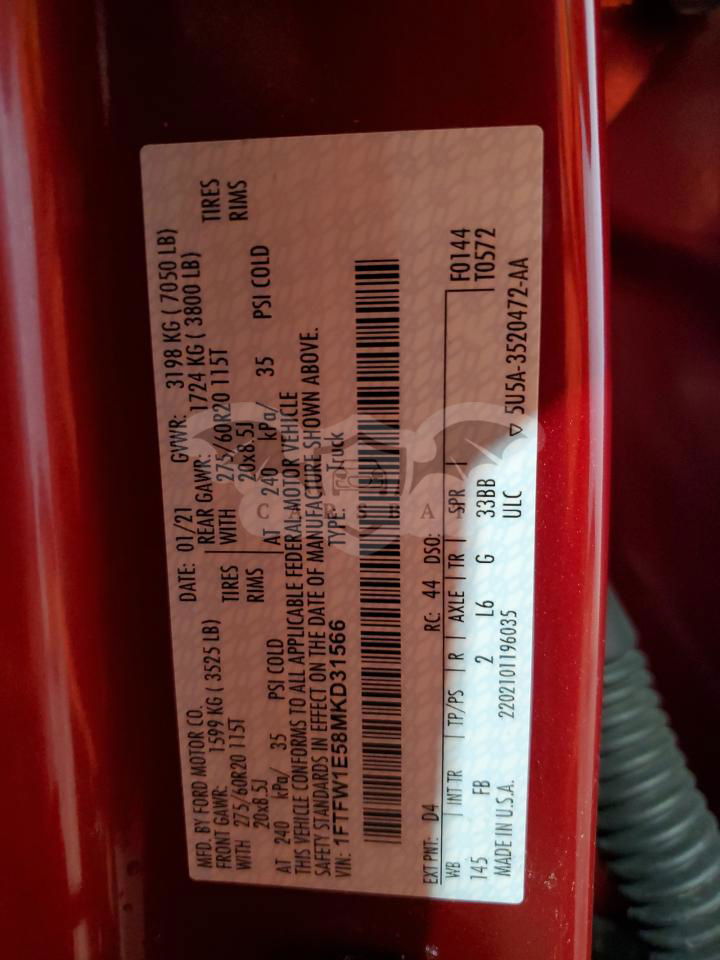 MFD. BY FORD MOTOR CO.
DATE: 01/21 GVWR: 3198 KG ( 7050 LB)
FRONT GAWR: 1599 KG ( 3525 LB)
REAR GAWR: 1724 KG ( 3800 LB)
WITH 275/60R20 115T TIRES
WITH 275/60R20 115T TIRES
20x8.5J RIMS
20x8.5J RIMS
AT 240 kPa/ 35 PSI COLD
AT 240 kPa/ 35 PSI COLD
THIS VEHICLE CONFORMS TO ALL APPLICABLE FEDERAL MOTOR VEHICLE
SAFETY STANDARDS IN EFFECT ON THE DATE OF MANUFACTURE SHOWN ABOVE.
VIN: 1FTFW1E58MKD31566 TYPE: Truck
EXT PNT: D4 RC: 44 DSO: F0144
WB INT TR TP/PS R AXLE TR SPR T0572
145 FB 2 L6 G 33BB
MADE IN U.S.A. 2202101196035 ULC ▽ 5U5A-3520472-AA